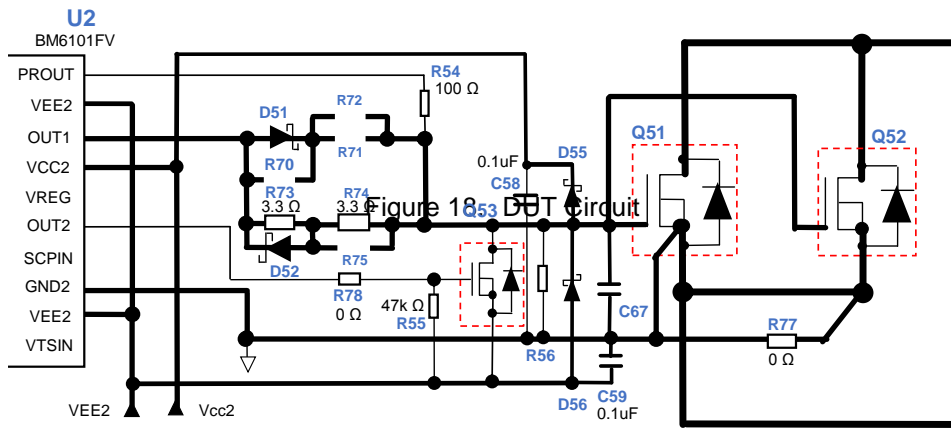 U2
BM6101FV
PROUT
VEE2
OUT1
VCC2
VREG
OUT2
SCPIN
GND2
VEE2
VTSIN
VEE2
Vcc2
D51
R72
R71
R70
R73
3.3 Ω
R74
3.3 Ω
D52
R75
R78
0 Ω
R54
100 Ω
0.1uF
C58
D55
Figure 18. DUT Circuit
Q53
47k Ω
R55
R56
D56
C67
C59
0.1uF
Q51
Q52
R77
0 Ω